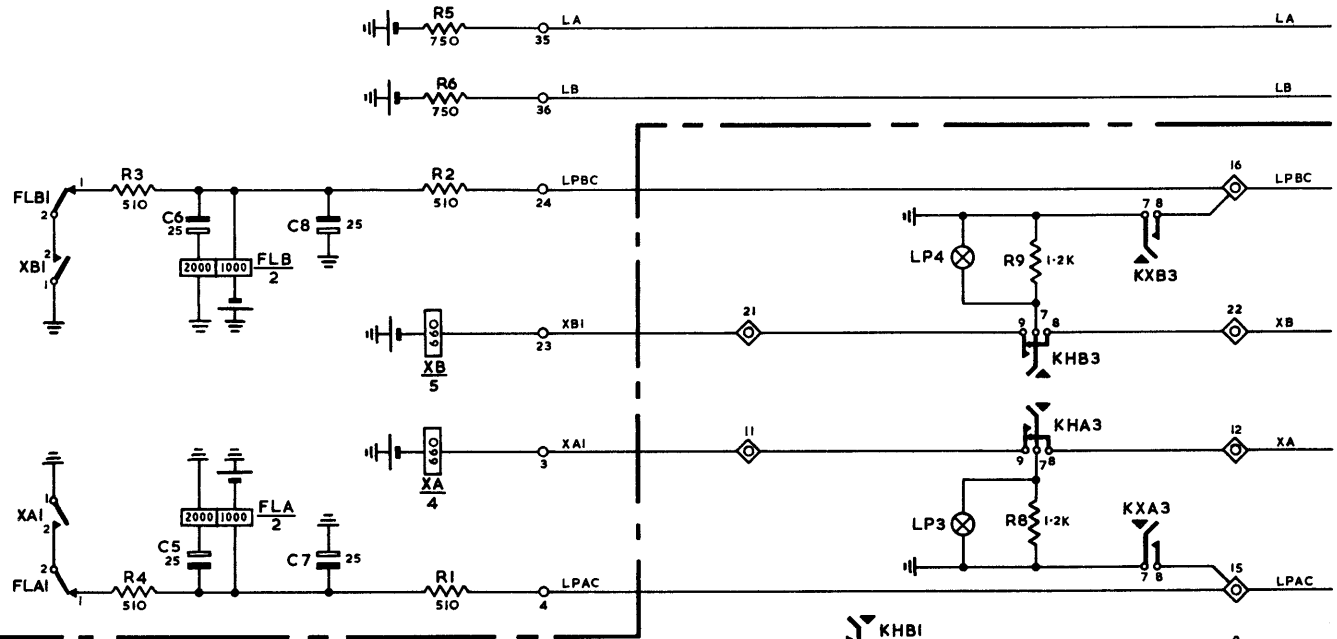 R5
750
35
LA
LA
R6
750
36
LB
LB
FLB1
1
2
R3
510
R2
510
24
LPBC
16
LPBC
C6
25
C8
25
2000
1000
FLB
2
XB1
2
1
7 8
KXB3
LP4
R9
1·2K
660
XB
5
23
XB1
21
9
7
8
KHB3
22
XB
660
XA
4
3
XA1
11
KHA3
9
7
8
12
XA
XA1
1
2
2000
1000
FLA
2
C5
25
C7
25
LP3
R8
1·2K
KXA3
7 8
FLA1
2
1
R4
510
R1
510
4
LPAC
15
LPAC
KHB1